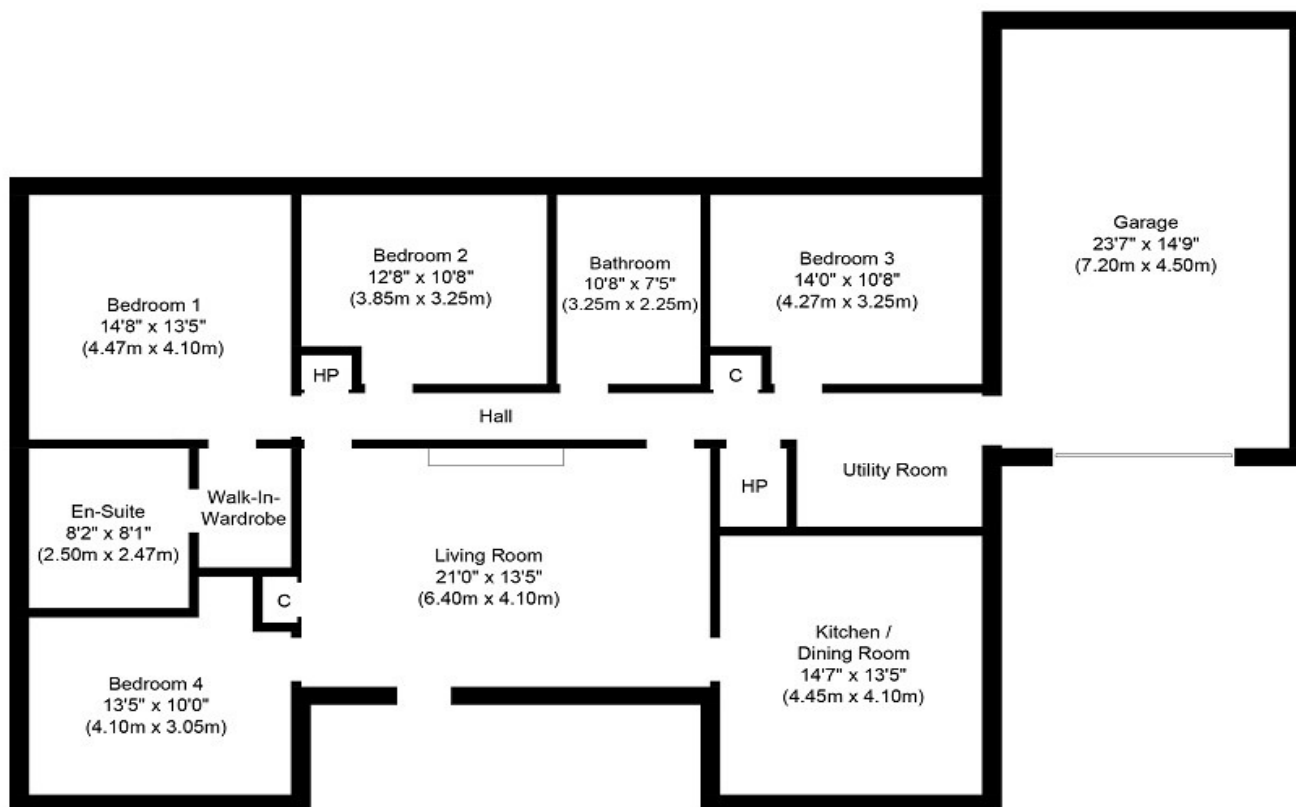 Garage
23'7" x 14'9"
(7.20m x 4.50m)
Bedroom 2
12'8" x 10'8"
(3.85m x 3.25m)
Bathroom
10'8" x 7'5"
(3.25m x 2.25m)
Bedroom 3
14'0" x 10'8"
(4.27m x 3.25m)
Bedroom 1
14'8" x 13'5"
(4.47m x 4.10m)
HP
C
Hall
Utility Room
HP
Walk-In-
Wardrobe
En-Suite
8'2" x 8'1"
(2.50m x 2.47m)
Living Room
21'0" x 13'5"
(6.40m x 4.10m)
C
Kitchen /
Dining Room
14'7" x 13'5"
(4.45m x 4.10m)
Bedroom 4
13'5" x 10'0"
(4.10m x 3.05m)